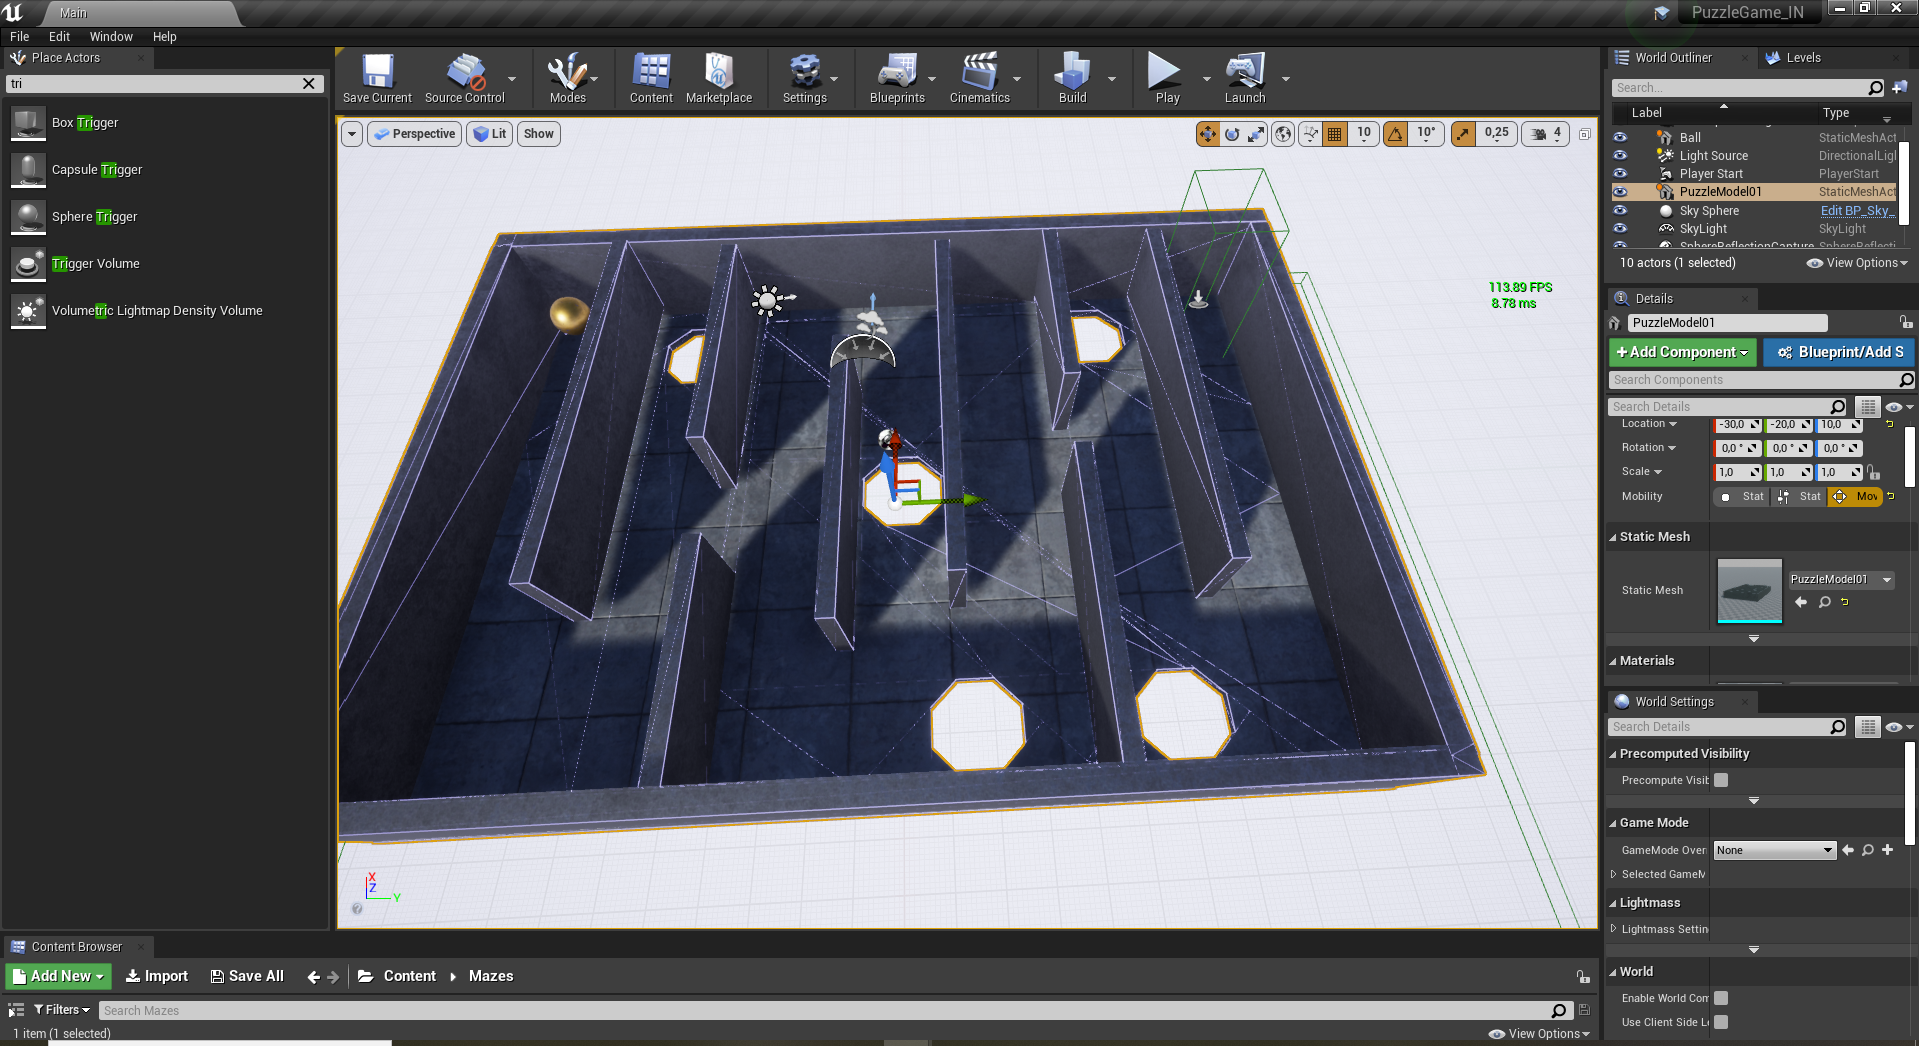 Main
PuzzleGame_IN
File Edit Window Help
Place Actors
tri
Box Trigger
Capsule Trigger
Sphere Trigger
Trigger Volume
Volumetric Lightmap Density Volume
Save Current Source Control Modes Content Marketplace Settings Blueprints Cinematics Build Play Launch
Perspective Lit Show
10 10° 0,25 4
113.89 FPS
8.78 ms
X
Z
Y
World Outliner Levels
Search...
Label Type
Ball StaticMeshAct
Light Source DirectionalLigl
Player Start PlayerStart
PuzzleModel01 StaticMeshAct
Sky Sphere Edit BP_Sky_
SkyLight SkyLight
SphereReflectionCapture SphereReflecti
10 actors (1 selected) View Options
Details
PuzzleModel01
+Add Component Blueprint/Add S
Search Components
Search Details
Location -30,0 -20,0 10,0
Rotation 0,0 ° 0,0 ° 0,0 °
Scale 1,0 1,0 1,0
Mobility Stat Stat Mov
Static Mesh
Static Mesh PuzzleModel01
Materials
World Settings
Search Details
Precomputed Visibility
Precompute Visib
Game Mode
GameMode Overr None
Selected GameM
Lightmass
Lightmass Settin
World
Enable World Com
Use Client Side L
Content Browser
Add New Import Save All Content Mazes
Filters Search Mazes
1 item (1 selected) View Options